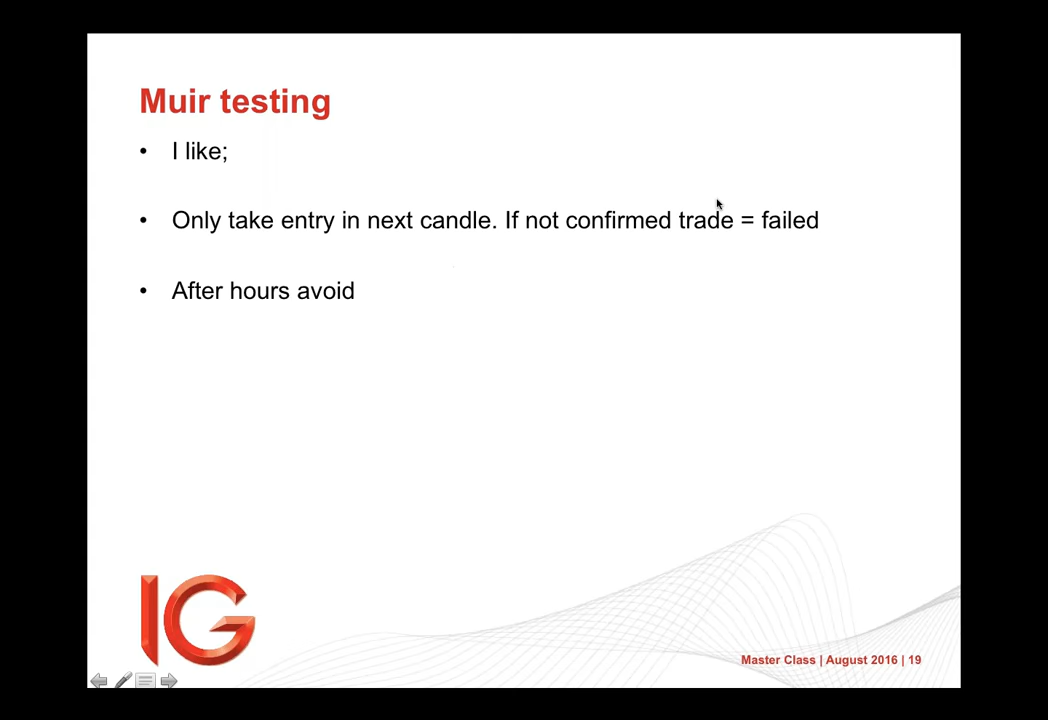 Muir testing
• I like;
• Only take entry in next candle. If not confirmed trade = failed
• After hours avoid
IG
Master Class | August 2016 | 19